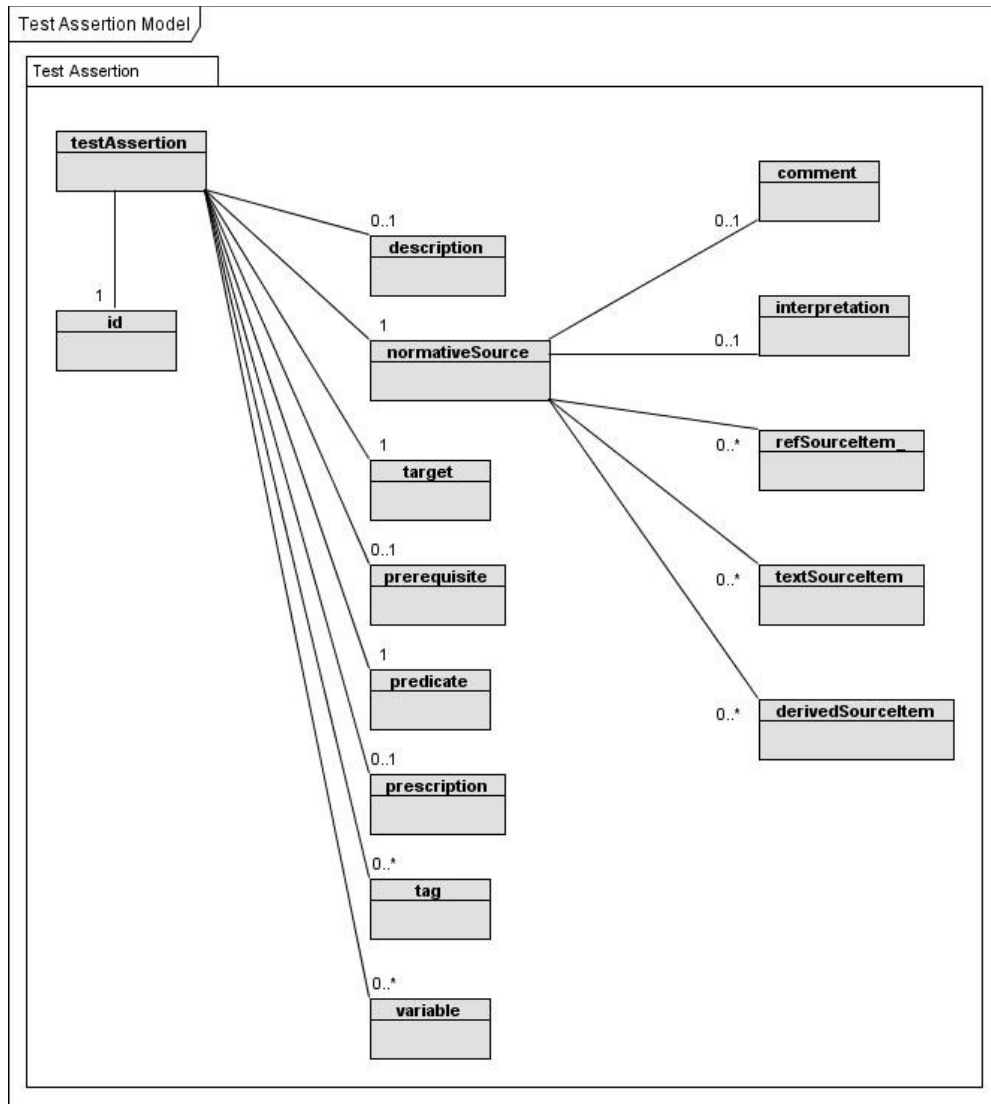 Test Assertion Model
Test Assertion
testAssertion
1
id
0..1
description
1
normativeSource
1
target
0..1
prerequisite
1
predicate
0..1
prescription
0..*
tag
0..*
variable
0..1
comment
0..1
interpretation
0..*
refSourceItem_
0..*
textSourceItem
0..*
derivedSourceItem